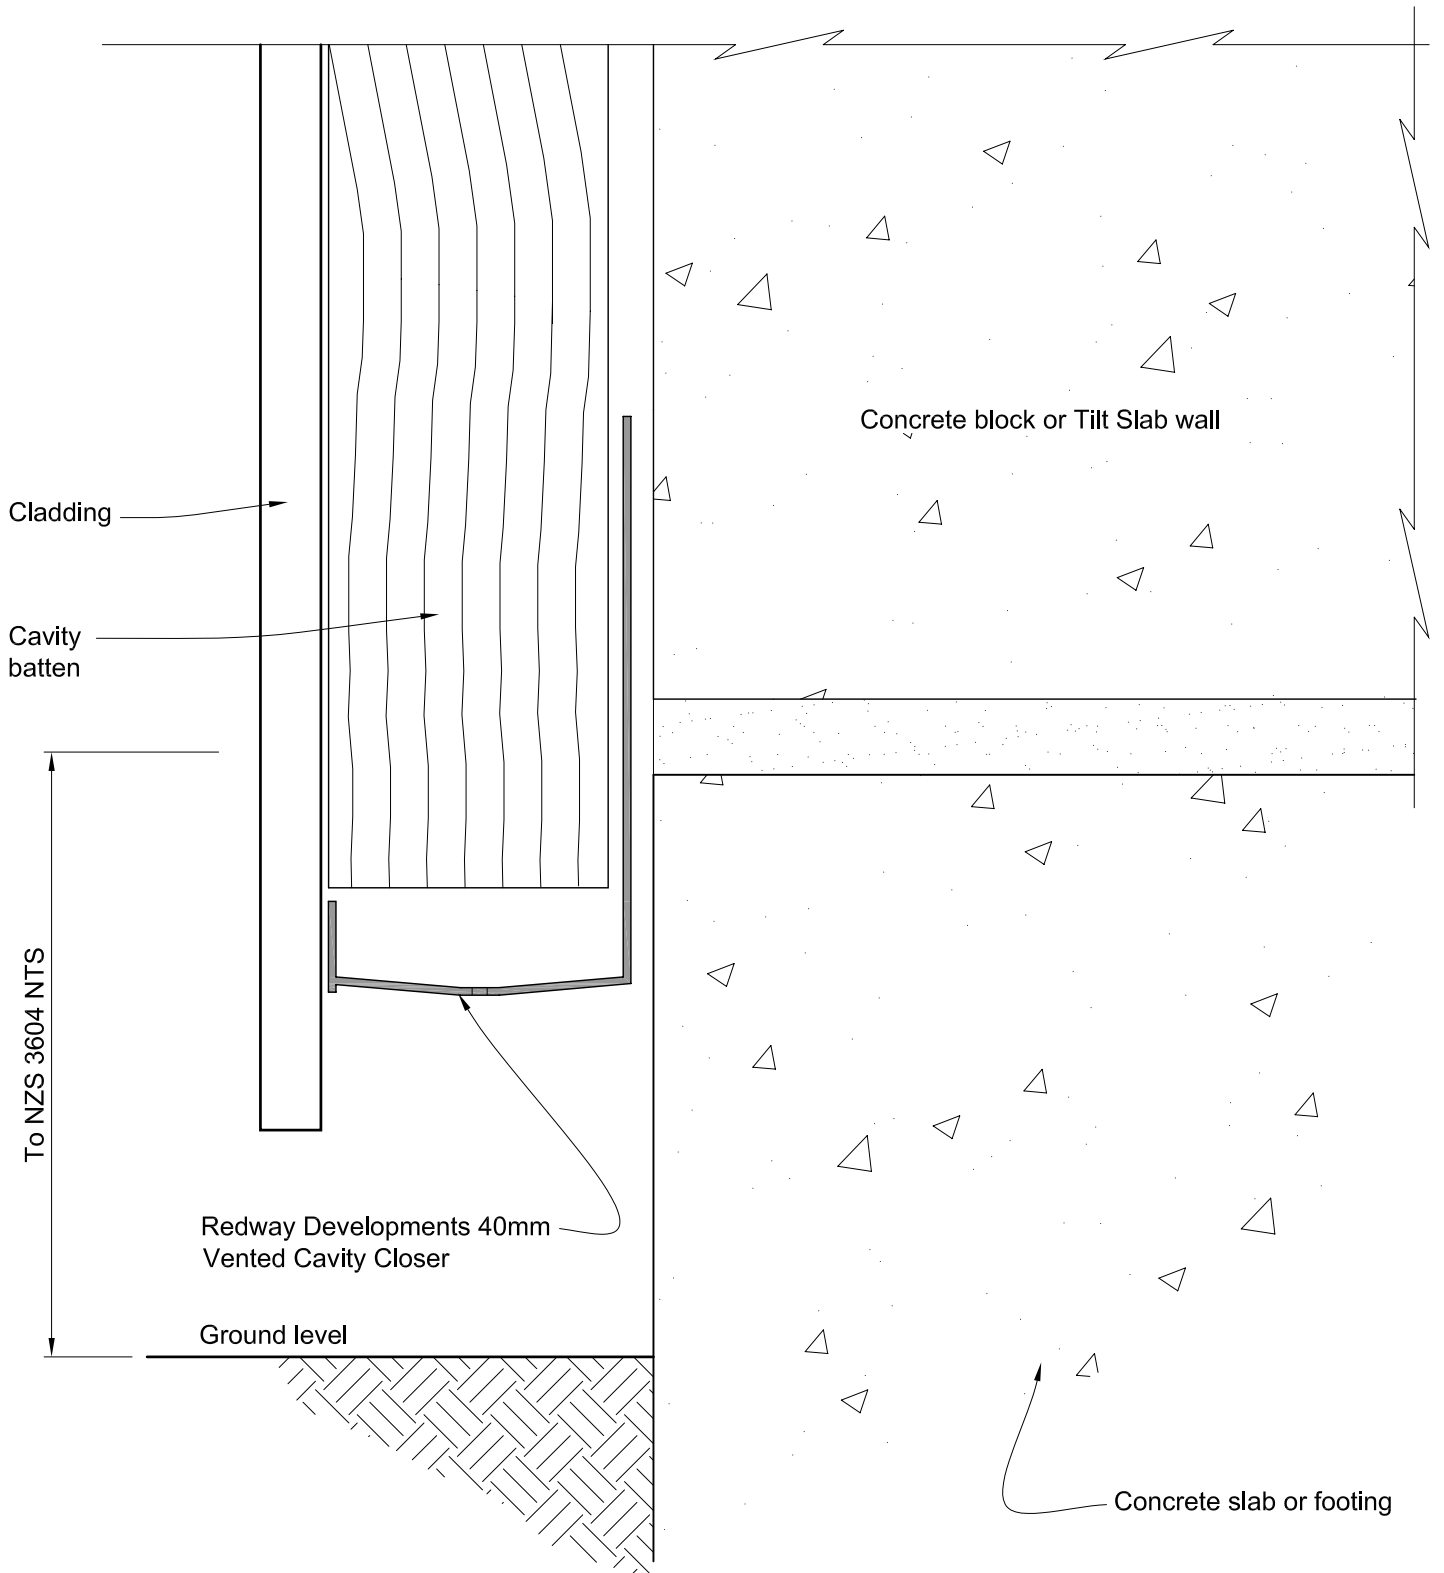 Concrete block or Tilt Slab wall
Cladding
Cavity
batten
To NZS 3604 NTS
Redway Developments 40mm
Vented Cavity Closer
Ground level
Concrete slab or footing